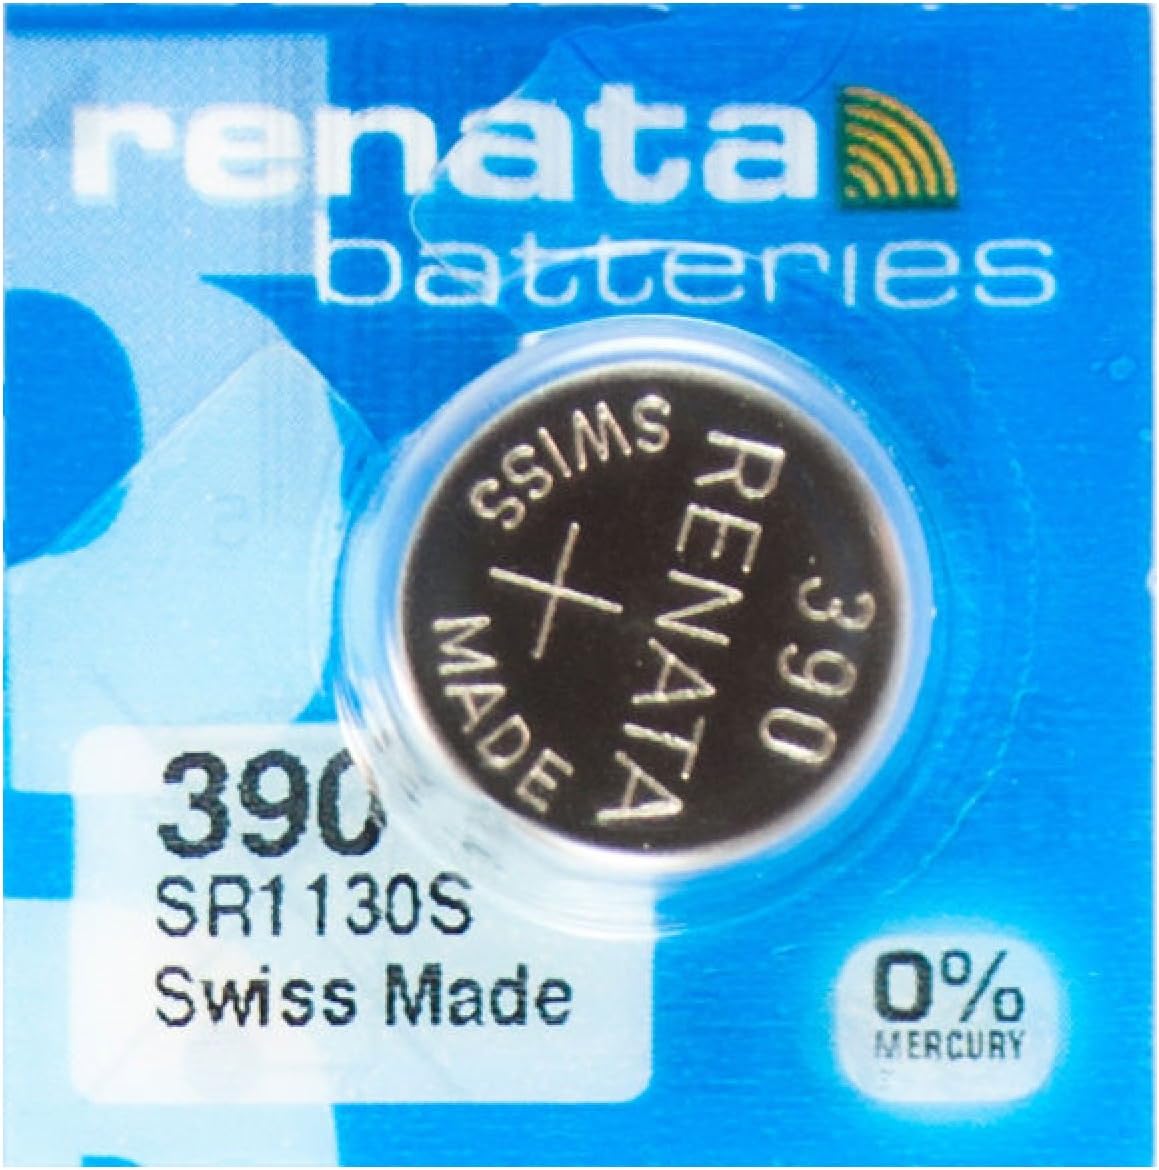 renata
batteries
SWISS
+
MADE
RENATA
390
390
SR1130S
Swiss Made
0%
MERCURY